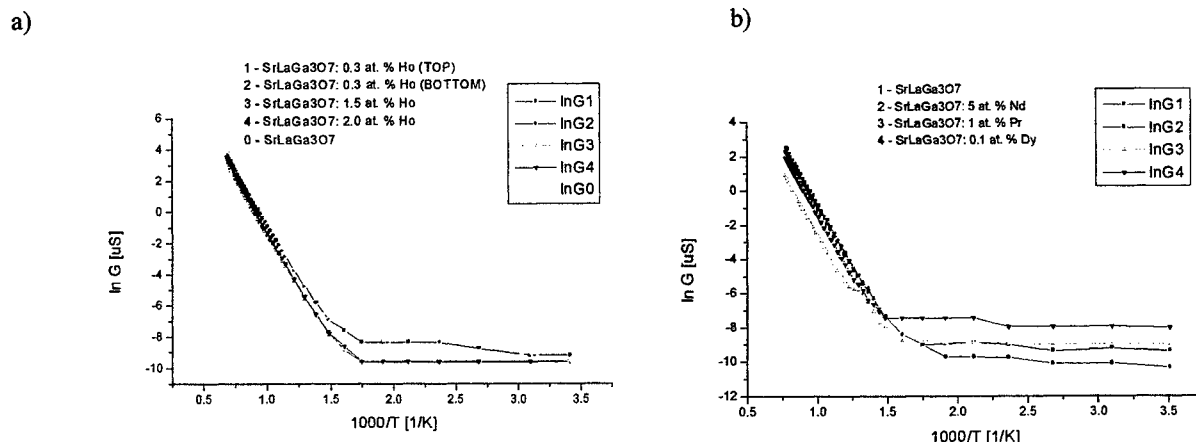 a)
1 - SrLaGa3O7: 0.3 at. % Ho (TOP)
2 - SrLaGa3O7: 0.3 at. % Ho (BOTTOM)
3 - SrLaGa3O7: 1.5 at. % Ho
4 - SrLaGa3O7: 2.0 at. % Ho
0 - SrLaGa3O7
lnG1
lnG2
lnG3
lnG4
lnG0
6
4
2
0
-2
-4
-6
-8
-10
ln G [uS]
0.5 1.0 1.5 2.0 2.5 3.0 3.5
1000/T [1/K]
b)
1 - SrLaGa3O7
2 - SrLaGa3O7: 5 at. % Nd
3 - SrLaGa3O7: 1 at. % Pr
4 - SrLaGa3O7: 0.1 at. % Dy
lnG1
lnG2
lnG3
lnG4
4
2
0
-2
-4
-6
-8
-10
-12
ln G [uS]
0.5 1.0 1.5 2.0 2.5 3.0 3.5
1000/T [1/K]